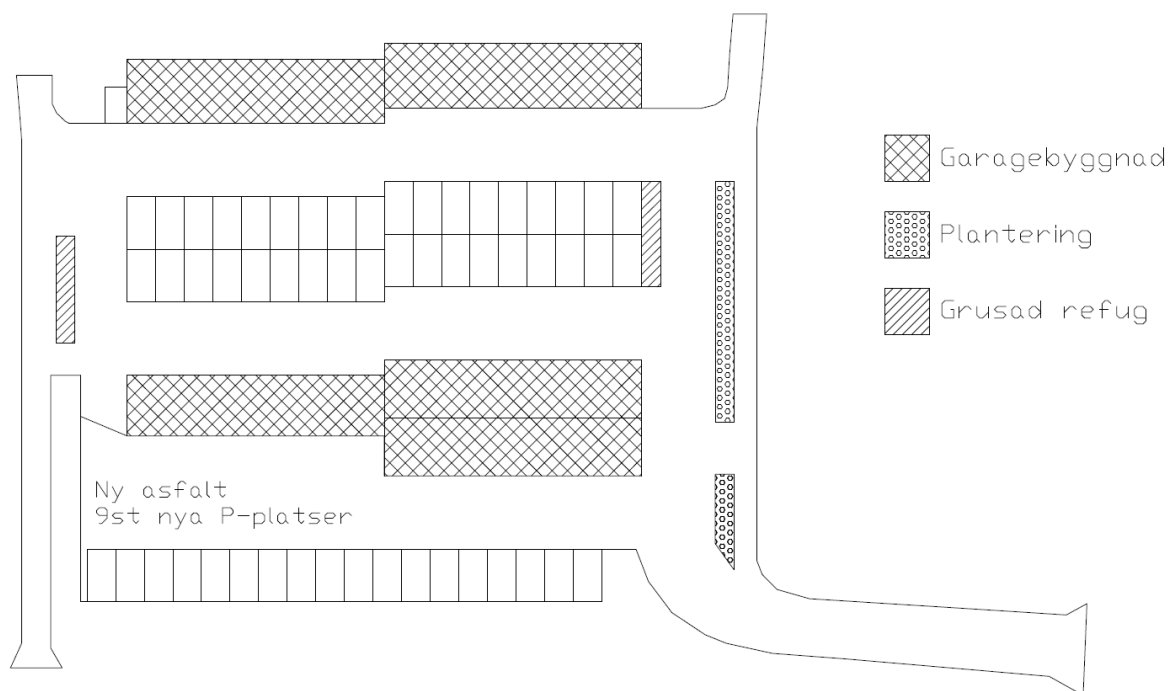 Garagebyggnad
Plantering
Grusad refug
Ny asfalt
9st nya P-platser